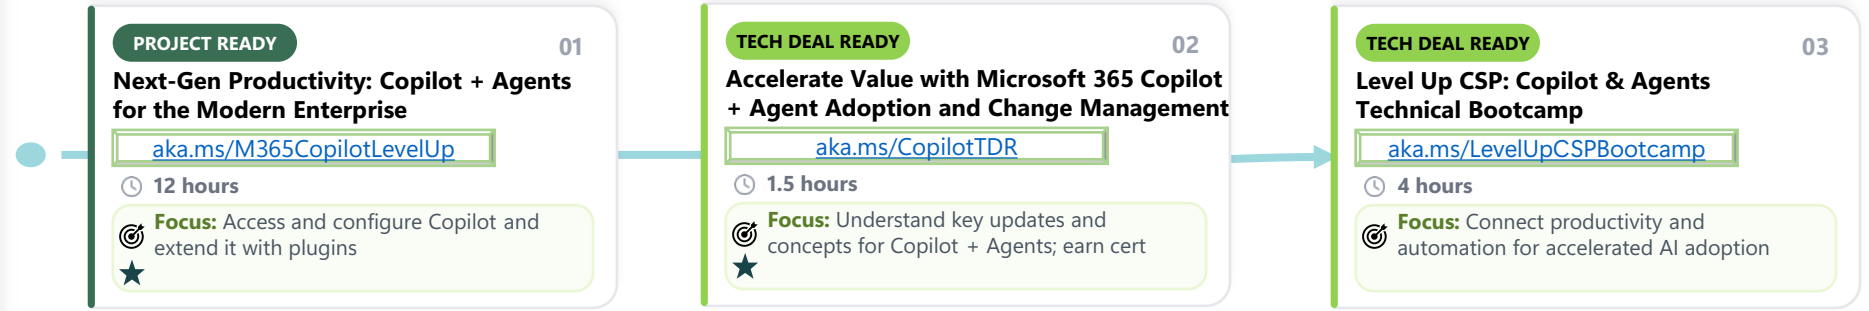 PROJECT READY
01
Next-Gen Productivity: Copilot + Agents
for the Modern Enterprise
aka.ms/M365CopilotLevelUp
12 hours
Focus: Access and configure Copilot and
extend it with plugins
TECH DEAL READY
02
Accelerate Value with Microsoft 365 Copilot
+ Agent Adoption and Change Management
aka.ms/CopilotTDR
1.5 hours
Focus: Understand key updates and
concepts for Copilot + Agents; earn cert
TECH DEAL READY
03
Level Up CSP: Copilot & Agents
Technical Bootcamp
aka.ms/LevelUpCSPBootcamp
4 hours
Focus: Connect productivity and
automation for accelerated AI adoption